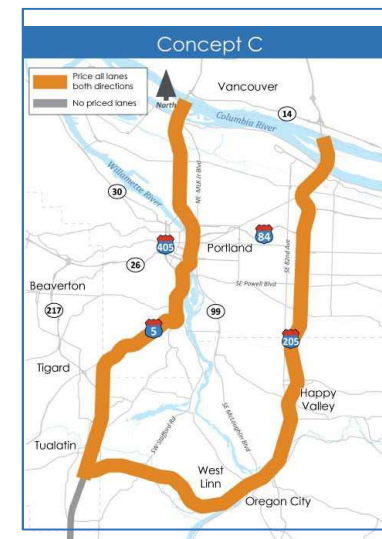 Concept C
Price all lanes
both directions
No priced lanes
North
Vancouver
14
Columbia River
Willamette River
NE MLK Jr Blvd
30
405
Portland
84
26
SE 82nd Ave
SE Powell Blvd
Beaverton
217
99
5
205
Tigard
Happy
Valley
SE McLoughlin Blvd
SW Stafford Rd
Tualatin
West
Linn
Oregon City